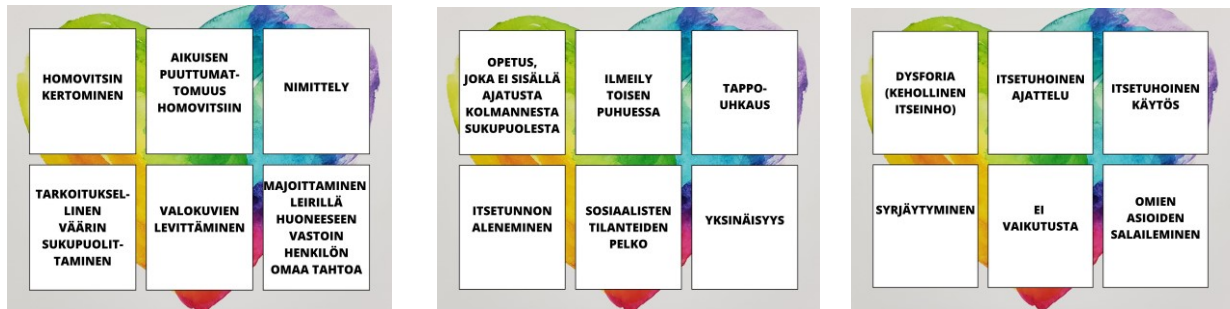 HOMOVITSIN
KERTOMINEN
AIKUISEN
PUUTTUMAT-
TOMUUS
HOMOVITSIIN
NIMITTELY
TARKOITUKSEL-
LINEN
VÄÄRIN
SUKUPUOLIT-
TAMINEN
VALOKUVIEN
LEVITTÄMINEN
MAJOITTAMINEN
LEIRILLÄ
HUONEESEEN
VASTOIN
HENKILÖN
OMAA TAHTOA
OPETUS,
JOKA EI SISÄLLÄ
AJATUSTA
KOLMANNESTA
SUKUPUOLESTA
ILMEILY
TOISEN
PUHUESSA
TAPPO-
UHKAUS
ITSETUNNON
ALENEMINEN
SOSIAALISTEN
TILANTEIDEN
PELKO
YKSINÄISYYS
DYSFORIA
(KEHOLLINEN
ITSEINHO)
ITSETUHOINEN
AJATTELU
ITSETUHOINEN
KÄYTÖS
SYRJÄYTYMINEN
EI
VAIKUTUSTA
OMIEN
ASIOIDEN
SALAILEMINEN